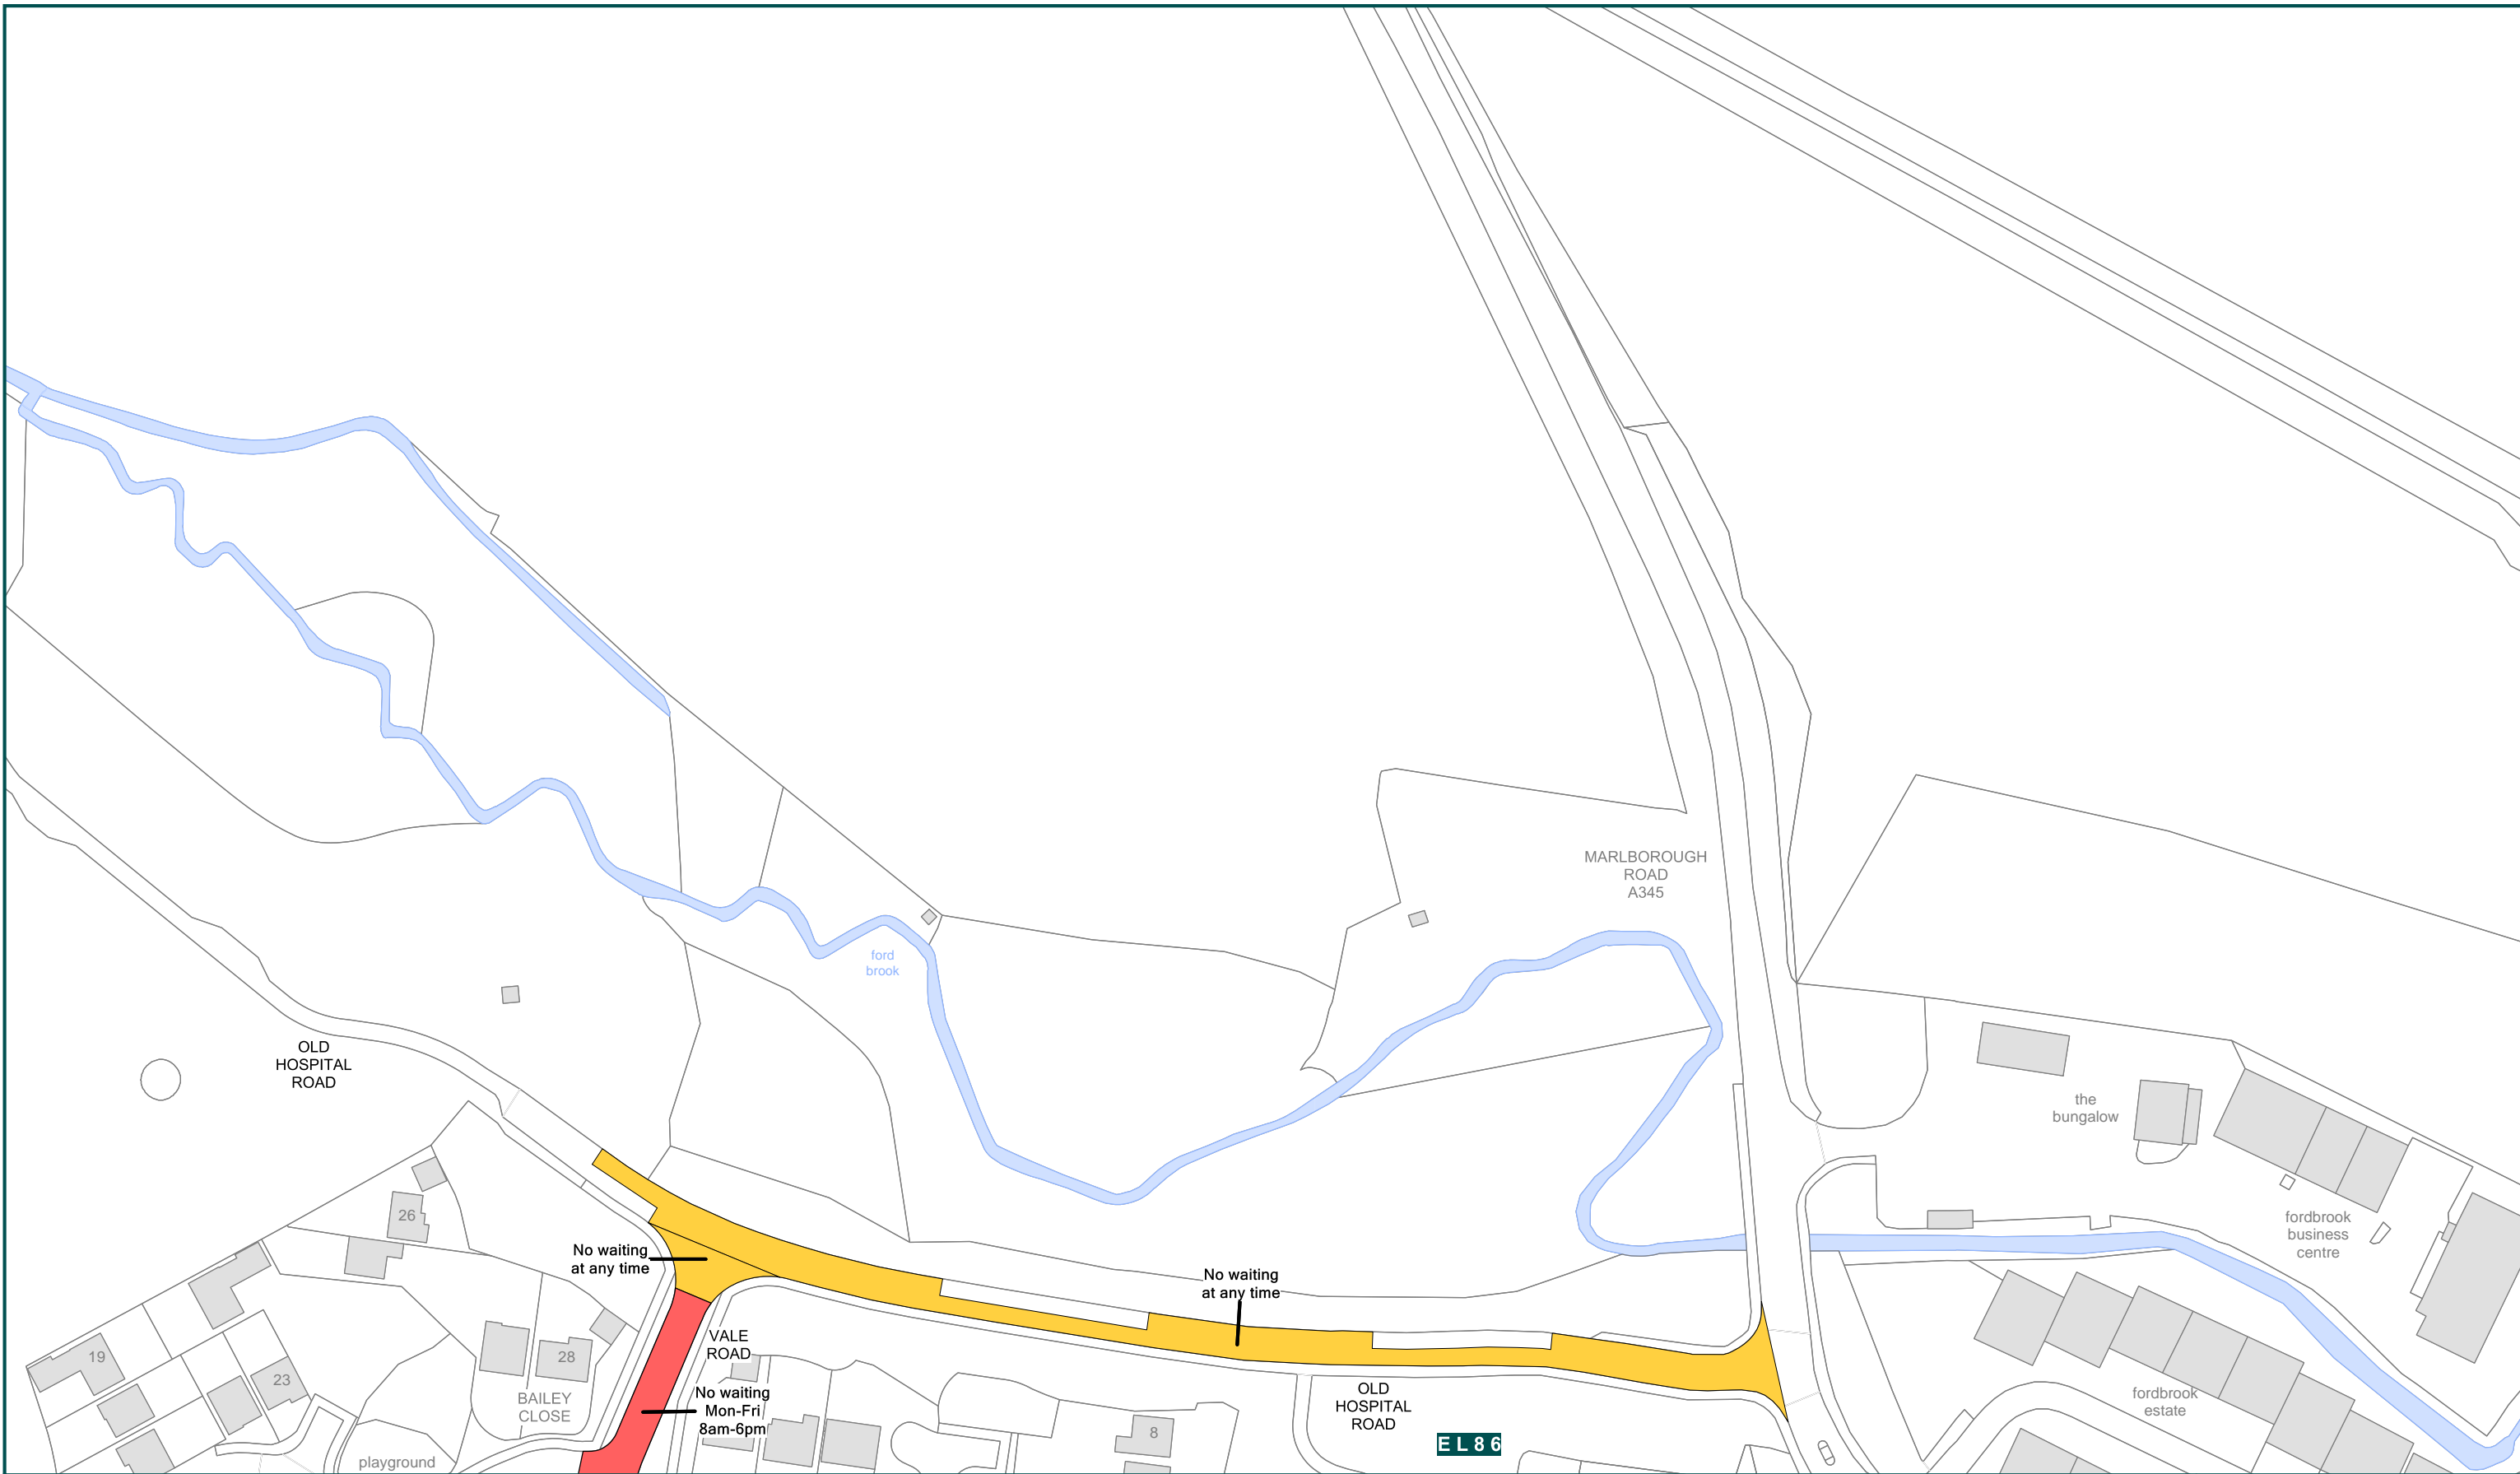 MARLBOROUGH
ROAD
A345
ford
brook
OLD
HOSPITAL
ROAD
the
bungalow
26
fordbrook
business
centre
No waiting
at any time
No waiting
at any time
VALE
ROAD
19
28
23
BAILEY
CLOSE
No waiting
Mon-Fri
8am-6pm
OLD
HOSPITAL
ROAD
fordbrook
estate
8
EL86
playground